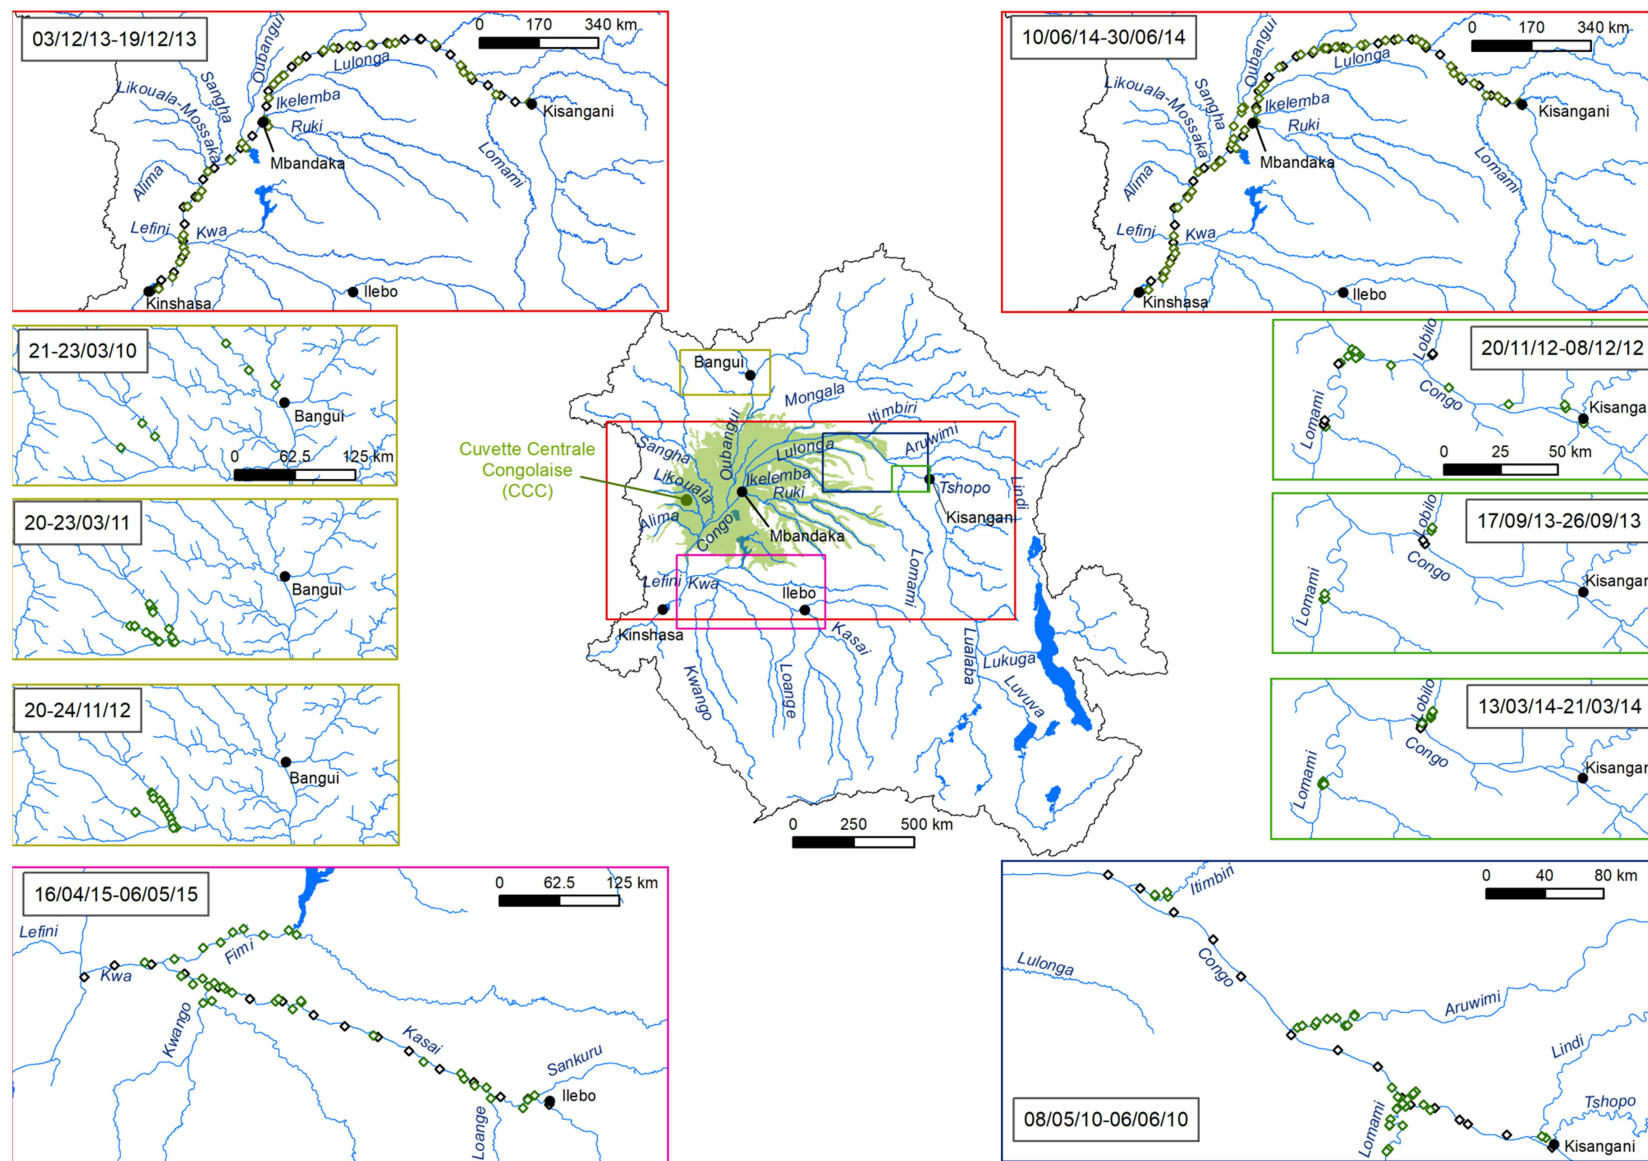 03/12/13-19/12/13
0 170 340 km
Oubangui
Sangha
Likouala-Mossaka
Lulonga
Ikelemba
Ruki
Kisangani
Mbandaka
Lomami
Alima
Lefini
Kwa
Kinshasa
Ilebo
10/06/14-30/06/14
0 170 340 km
Oubangui
Sangha
Likouala-Mossaka
Lulonga
Ikelemba
Ruki
Kisangani
Mbandaka
Lomami
Alima
Lefini
Kwa
Kinshasa
Ilebo
21-23/03/10
Bangui
0 62.5 125 km
20-23/03/11
Bangui
20-24/11/12
Bangui
Bangui
Mongala
Itimbiri
Oubangui
Aruwimi
Cuvette Centrale
Congolaise
(CCC)
Sangha
Lulonga
Likouala
Ikelemba
Ruki
Tshopo
Lindi
Alima
Congo
Mbandaka
Kisangani
Lefini
Kwa
Ilebo
Lomami
Kinshasa
Kasai
Kwango
Loange
Lualaba
Lukuga
Luvuva
0 250 500 km
20/11/12-08/12/12
Lobilo
Congo
Kisanga
Lomami
0 25 50 km
17/09/13-26/09/13
Lobilo
Congo
Lomami
Kisangar
13/03/14-21/03/14
Lobilo
Congo
Lomami
Kisangar
16/04/15-06/05/15
0 62.5 125 km
Lefini
Fimi
Kwa
Kwango
Kasai
Sankuru
Ilebo
Loange
0 40 80 km
Itimbiri
Congo
Lulonga
Aruwimi
Lindi
Tshopo
Lomami
Kisangani
08/05/10-06/06/10